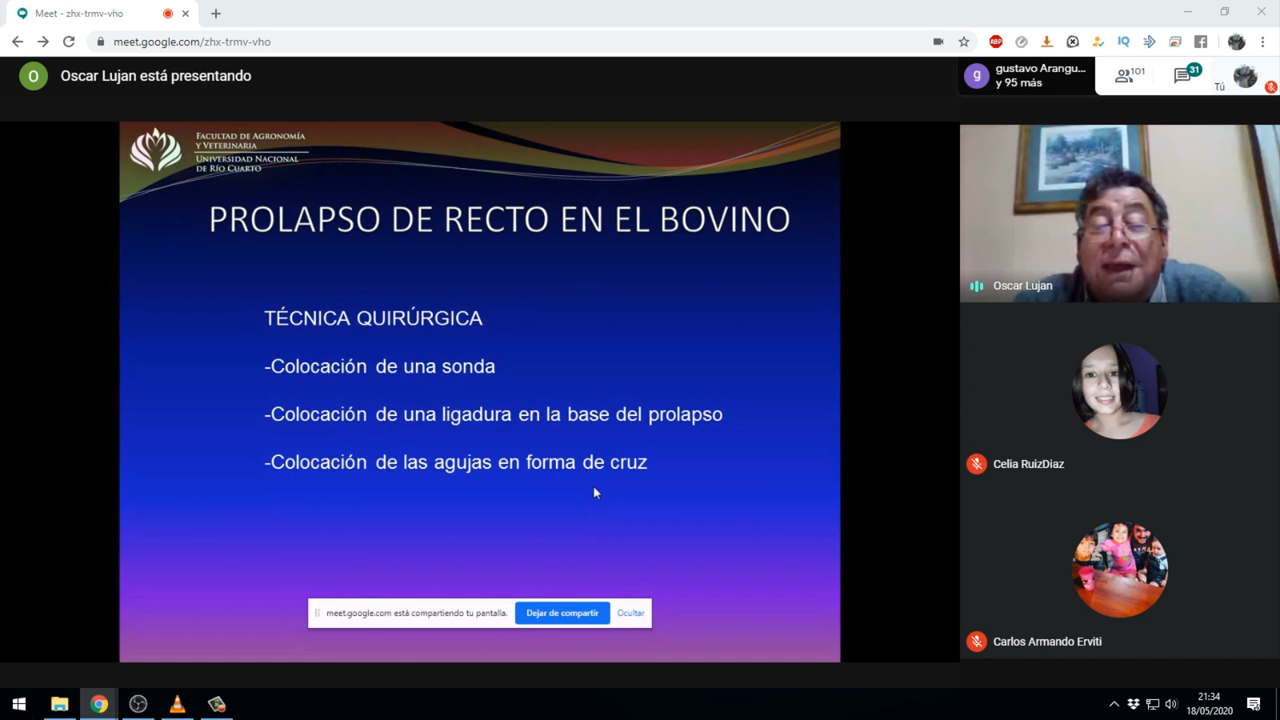 Meet - zhx-trmv-vho
meet.google.com/zhx-trmv-vho
ABP
IQ
O
Oscar Lujan está presentando
g
gustavo Arangu...
y 95 más
101
31
Tú
FACULTAD DE AGRONOMÍA
Y VETERINARIA
UNIVERSIDAD NACIONAL
DE RÍO CUARTO
PROLAPSO DE RECTO EN EL BOVINO
TÉCNICA QUIRÚRGICA
-Colocación de una sonda
-Colocación de una ligadura en la base del prolapso
-Colocación de las agujas en forma de cruz
meet.google.com está compartiendo tu pantalla.
Dejar de compartir
Ocultar
Oscar Lujan
Celia RuizDiaz
Carlos Armando Erviti
21:34
18/05/2020